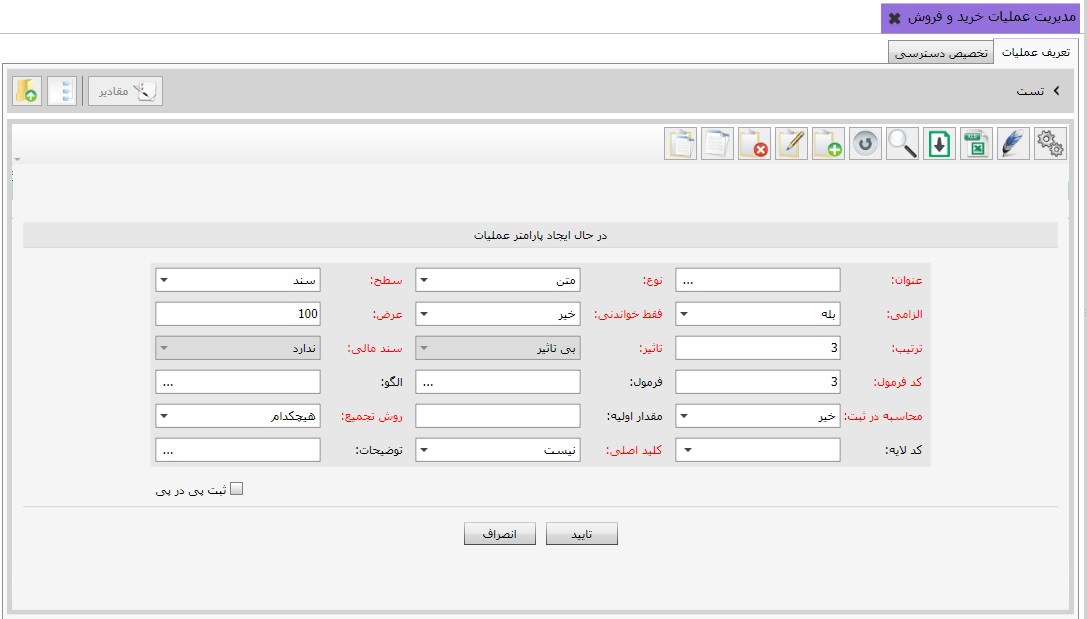 مدیریت عملیات خرید و فروش
تعریف عملیات تخصیص دسترسی
تست مقادیر
در حال ایجاد پارامتر عملیات
عنوان: ... نوع: متن سطح: سند
الزامی: بله فقط خواندنی: خیر عرض: 100
ترتیب: 3 تاثیر: بی تاثیر سند مالی: ندارد
کد فرمول: 3 فرمول: ... الگو: ...
محاسبه در ثبت: خیر مقدار اولیه: روش تجمیع: هیچکدام
کد لایه: کلید اصلی: نیست توضیحات: ...
ثبت پی در پی
تایید انصراف